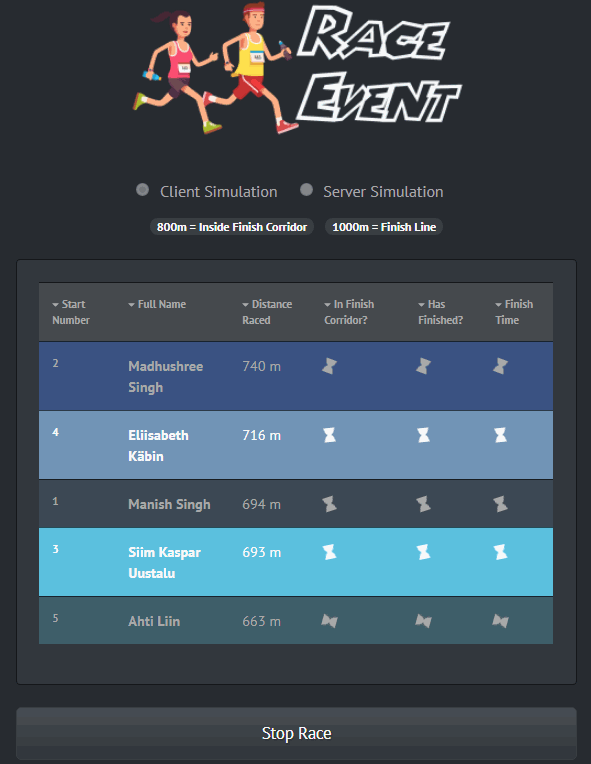 RACE
EVENT
Client Simulation Server Simulation
800m = Inside Finish Corridor 1000m = Finish Line
Start Number Full Name Distance Raced In Finish Corridor? Has Finished? Finish Time
2 Madhushree Singh 740 m
4 Eliisabeth Käbin 716 m
1 Manish Singh 694 m
3 Siim Kaspar Uustalu 693 m
5 Ahti Liin 663 m
Stop Race